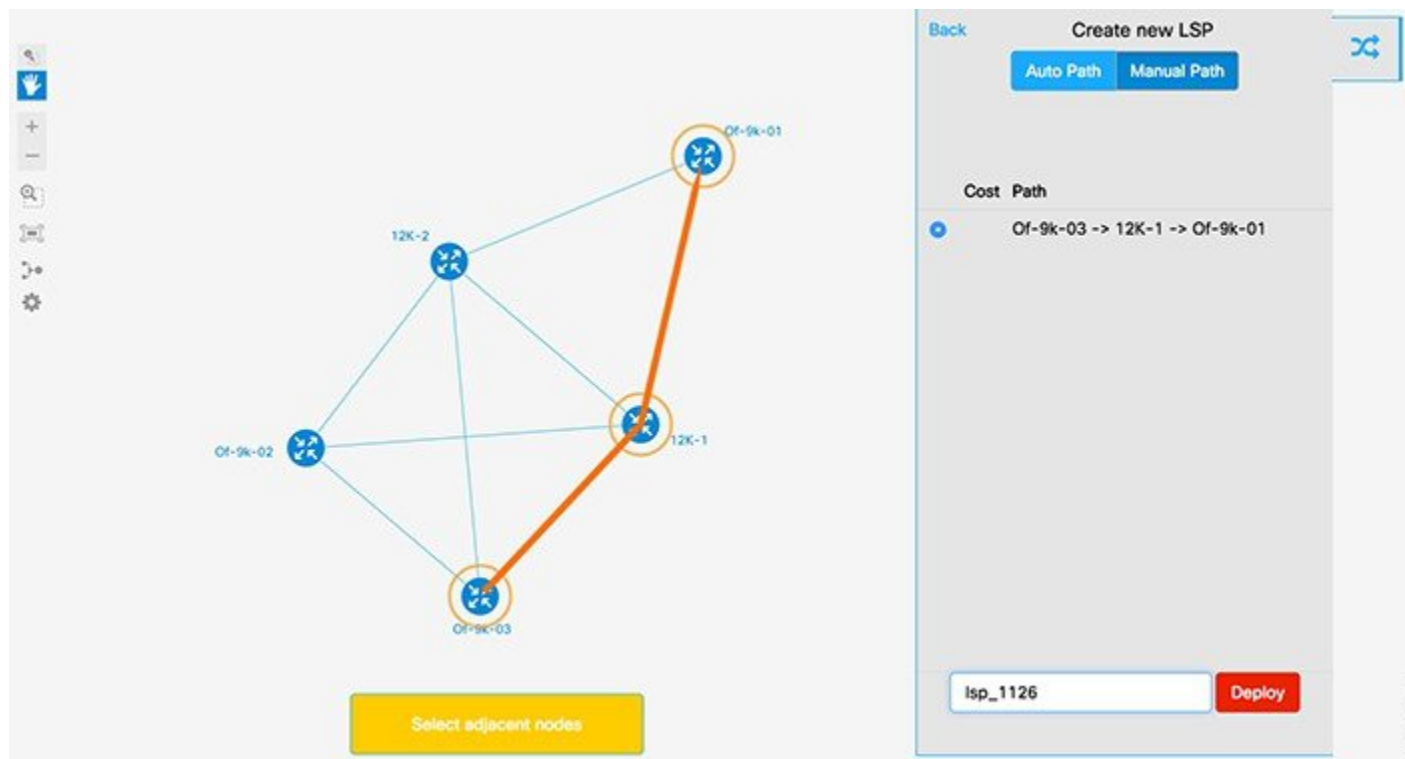 Back
Create new LSP
Auto Path
Manual Path
Cost Path
Of-9k-03 -> 12K-1 -> Of-9k-01
Of-9k-01
12K-2
12K-1
Of-9k-02
Of-9k-03
lsp_1126
Deploy
Select adjacent nodes